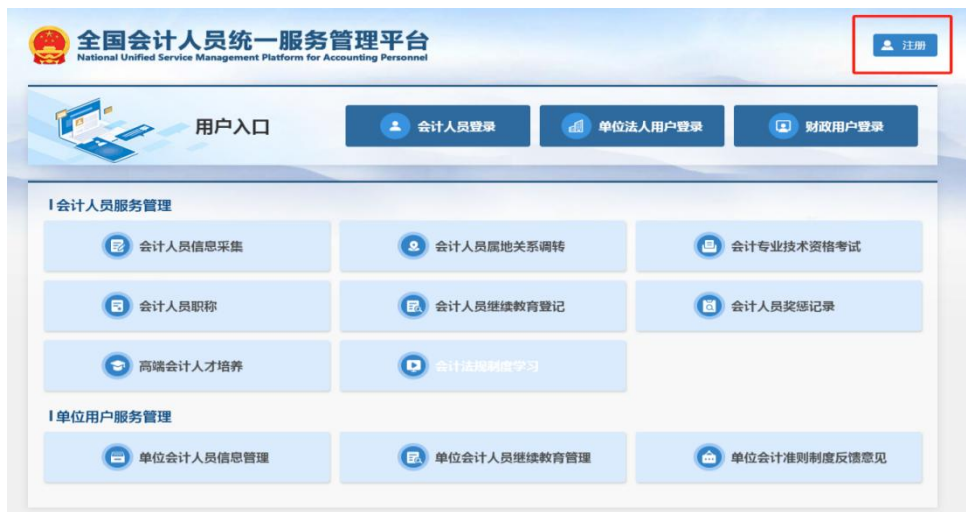 全国会计人员统一服务管理平台
National Unified Service Management Platform for Accounting Personnel
注册
用户入口
会计人员登录
单位法人用户登录
财政用户登录
会计人员服务管理
会计人员信息采集
会计人员属地关系调转
会计专业技术资格考试
会计人员职称
会计人员继续教育登记
会计人员奖惩记录
高端会计人才培养
会计法规制度学习
单位用户服务管理
单位会计人员信息管理
单位会计人员继续教育管理
单位会计准则制度反馈意见